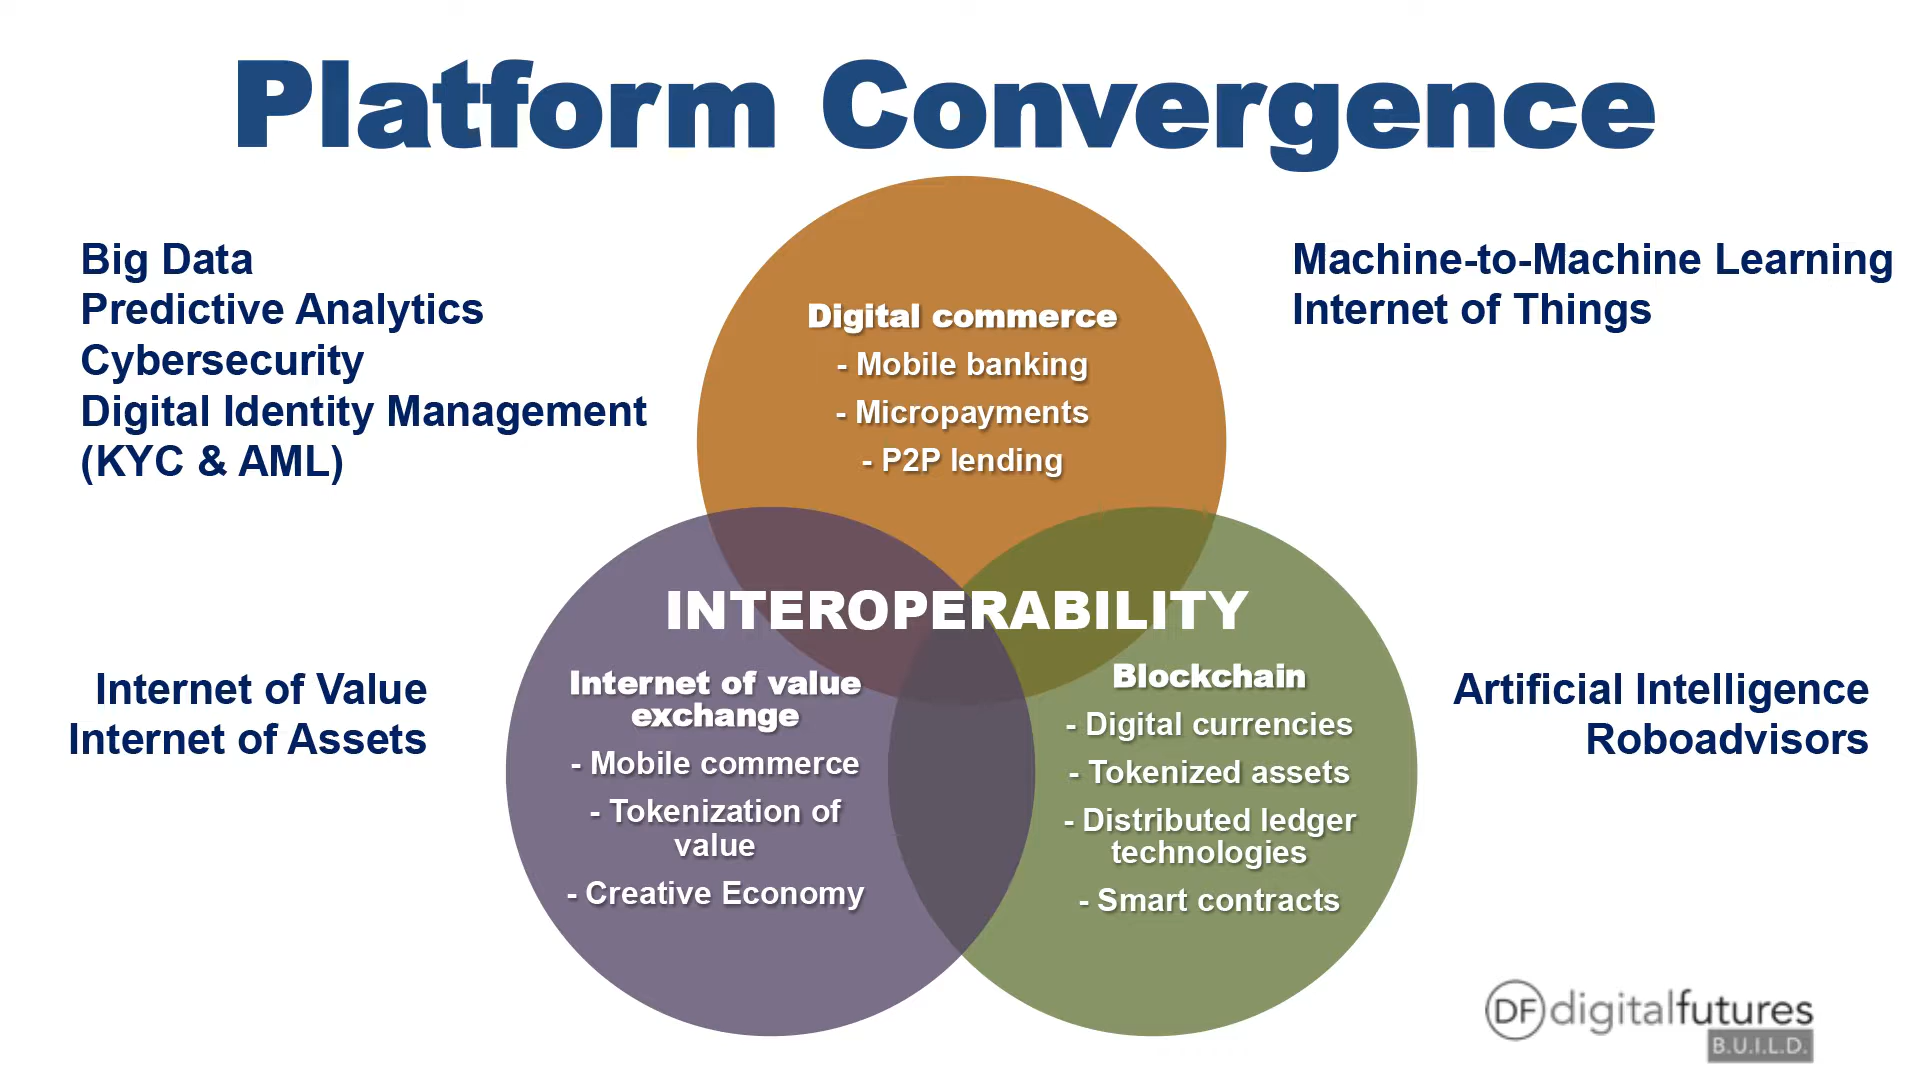 Platform Convergence
Big Data
Predictive Analytics
Cybersecurity
Digital Identity Management
(KYC & AML)
Machine-to-Machine Learning
Internet of Things
Digital commerce
- Mobile banking
- Micropayments
- P2P lending
INTEROPERABILITY
Internet of Value
Internet of Assets
Internet of value
exchange
- Mobile commerce
- Tokenization of
value
- Creative Economy
Blockchain
- Digital currencies
- Tokenized assets
- Distributed ledger
technologies
- Smart contracts
Artificial Intelligence
Roboadvisors
DF digitalfutures
B.U.I.L.D.